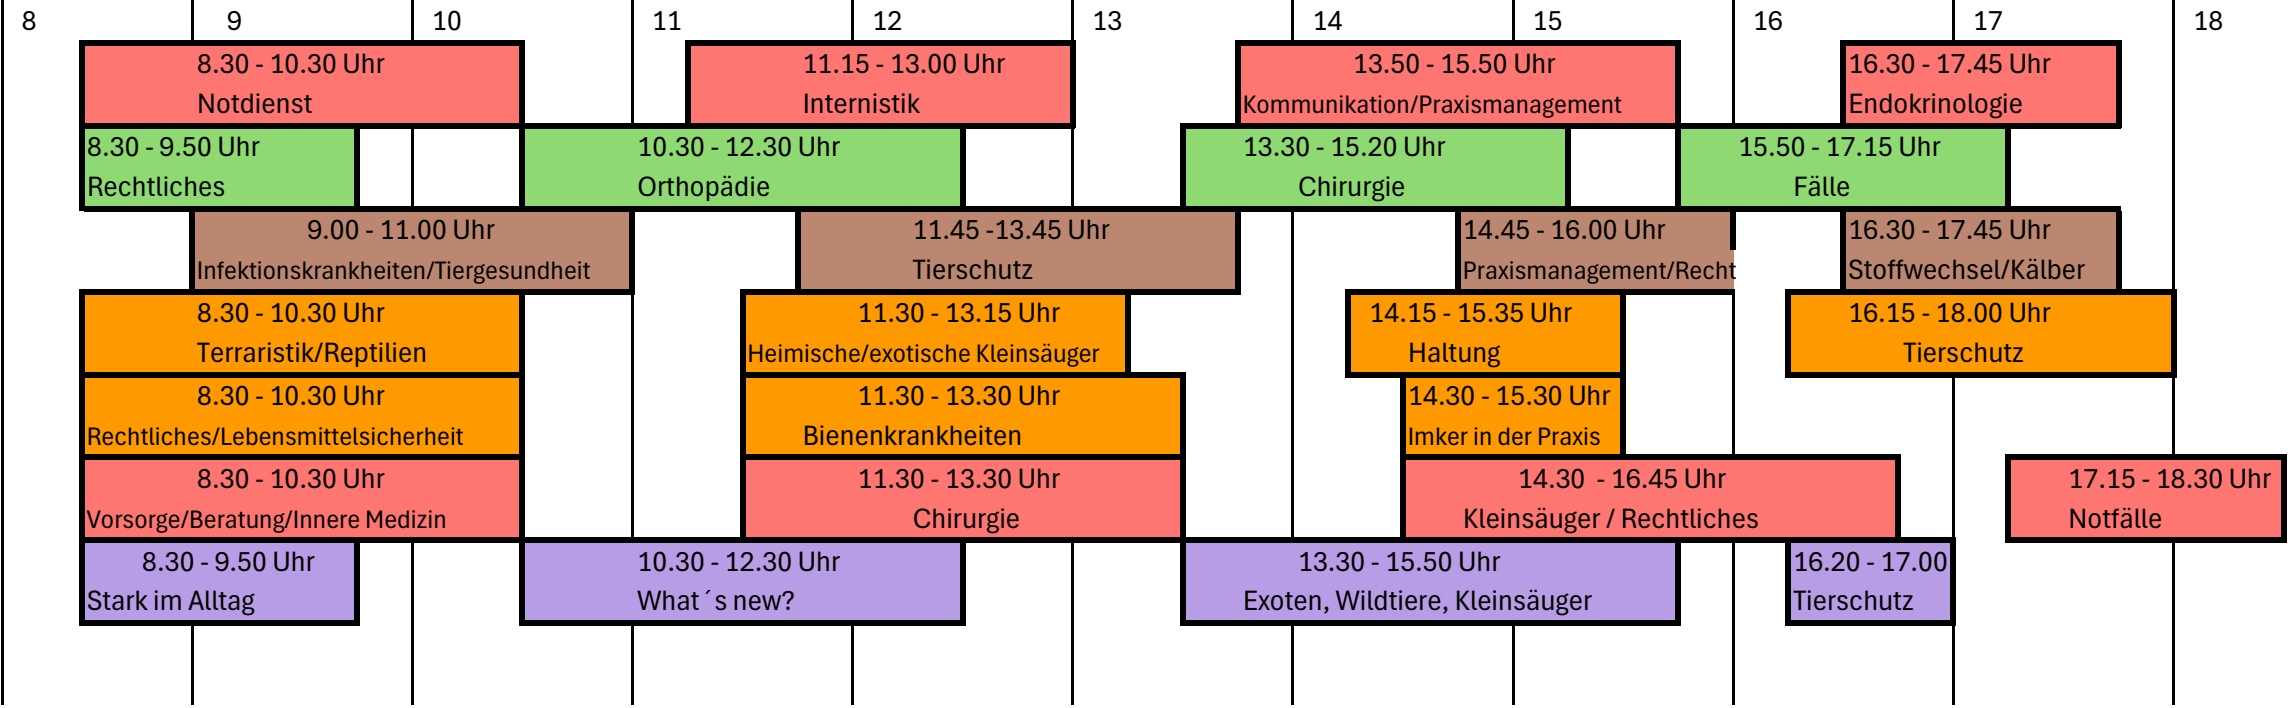 8 9 10 11 12 13 14 15 16 17 18
8.30 - 10.30 Uhr 11.15 - 13.00 Uhr 13.50 - 15.50 Uhr 16.30 - 17.45 Uhr
Notdienst Internistik Kommunikation/Praxismanagement Endokrinologie
8.30 - 9.50 Uhr 10.30 - 12.30 Uhr 13.30 - 15.20 Uhr 15.50 - 17.15 Uhr
Rechtliches Orthopädie Chirurgie Fälle
9.00 - 11.00 Uhr 11.45 -13.45 Uhr 14.45 - 16.00 Uhr 16.30 - 17.45 Uhr
Infektionskrankheiten/Tiergesundheit Tierschutz Praxismanagement/Recht Stoffwechsel/Kälber
8.30 - 10.30 Uhr 11.30 - 13.15 Uhr 14.15 - 15.35 Uhr 16.15 - 18.00 Uhr
Terraristik/Reptilien Heimische/exotische Kleinsäuger Haltung Tierschutz
8.30 - 10.30 Uhr 11.30 - 13.30 Uhr 14.30 - 15.30 Uhr
Rechtliches/Lebensmittelsicherheit Bienenkrankheiten Imker in der Praxis
8.30 - 10.30 Uhr 11.30 - 13.30 Uhr 14.30  - 16.45 Uhr 17.15 - 18.30 Uhr
Vorsorge/Beratung/Innere Medizin Chirurgie Kleinsäuger / Rechtliches Notfälle
8.30 - 9.50 Uhr 10.30 - 12.30 Uhr 13.30 - 15.50 Uhr 16.20 - 17.00
Stark im Alltag What´s new? Exoten, Wildtiere, Kleinsäuger Tierschutz